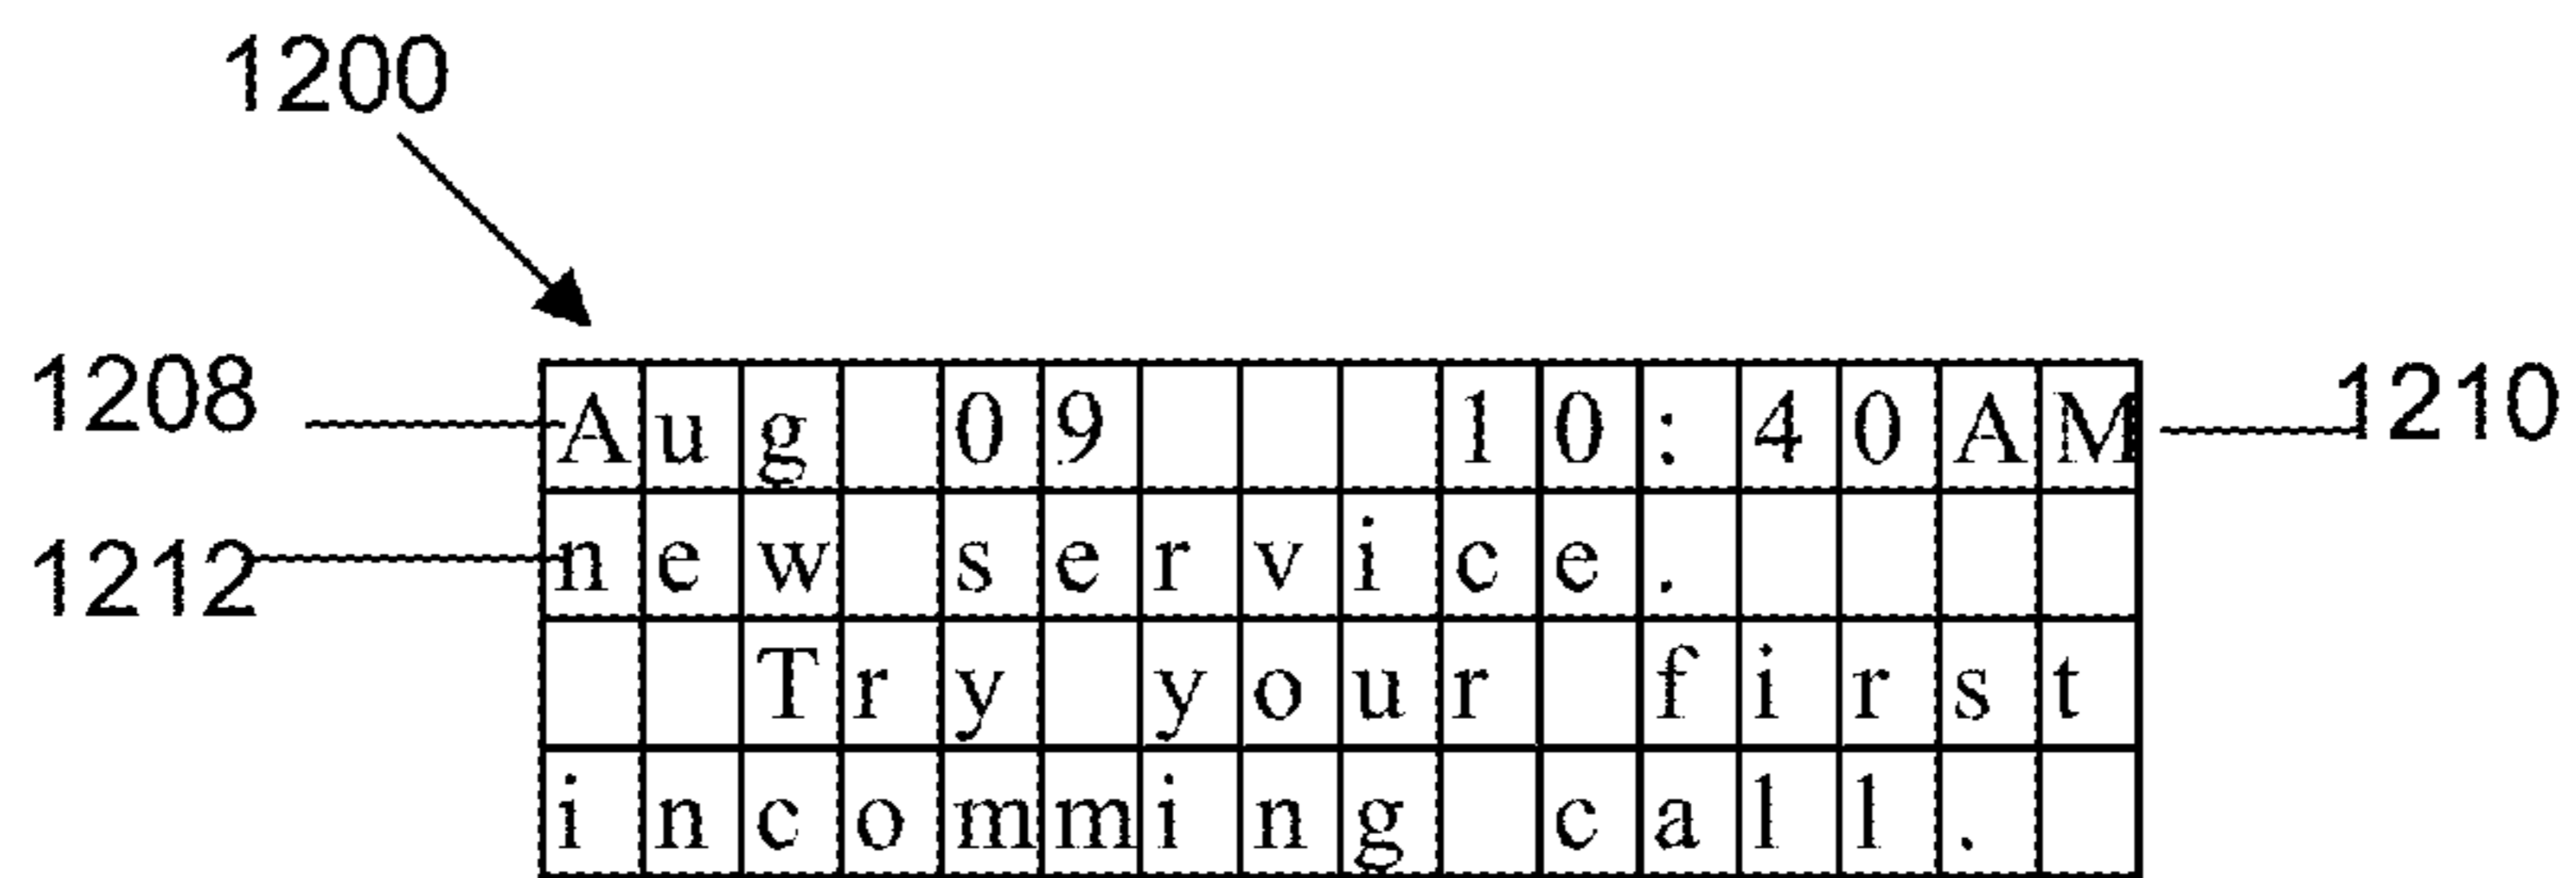 1200
1208 Aug 09 10:40AM 1210
1212 new service.
Try your first
incomming call.